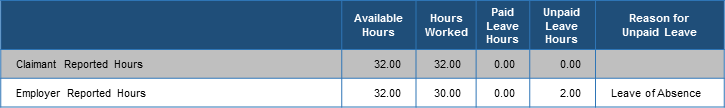 Available Hours Paid Leave Unpaid Leave Reason for
Hours Worked Hours Hours Unpaid Leave
Claimant Reported Hours 32.00 32.00 0.00 0.00
Employer Reported Hours 32.00 30.00 0.00 2.00 Leave of Absence